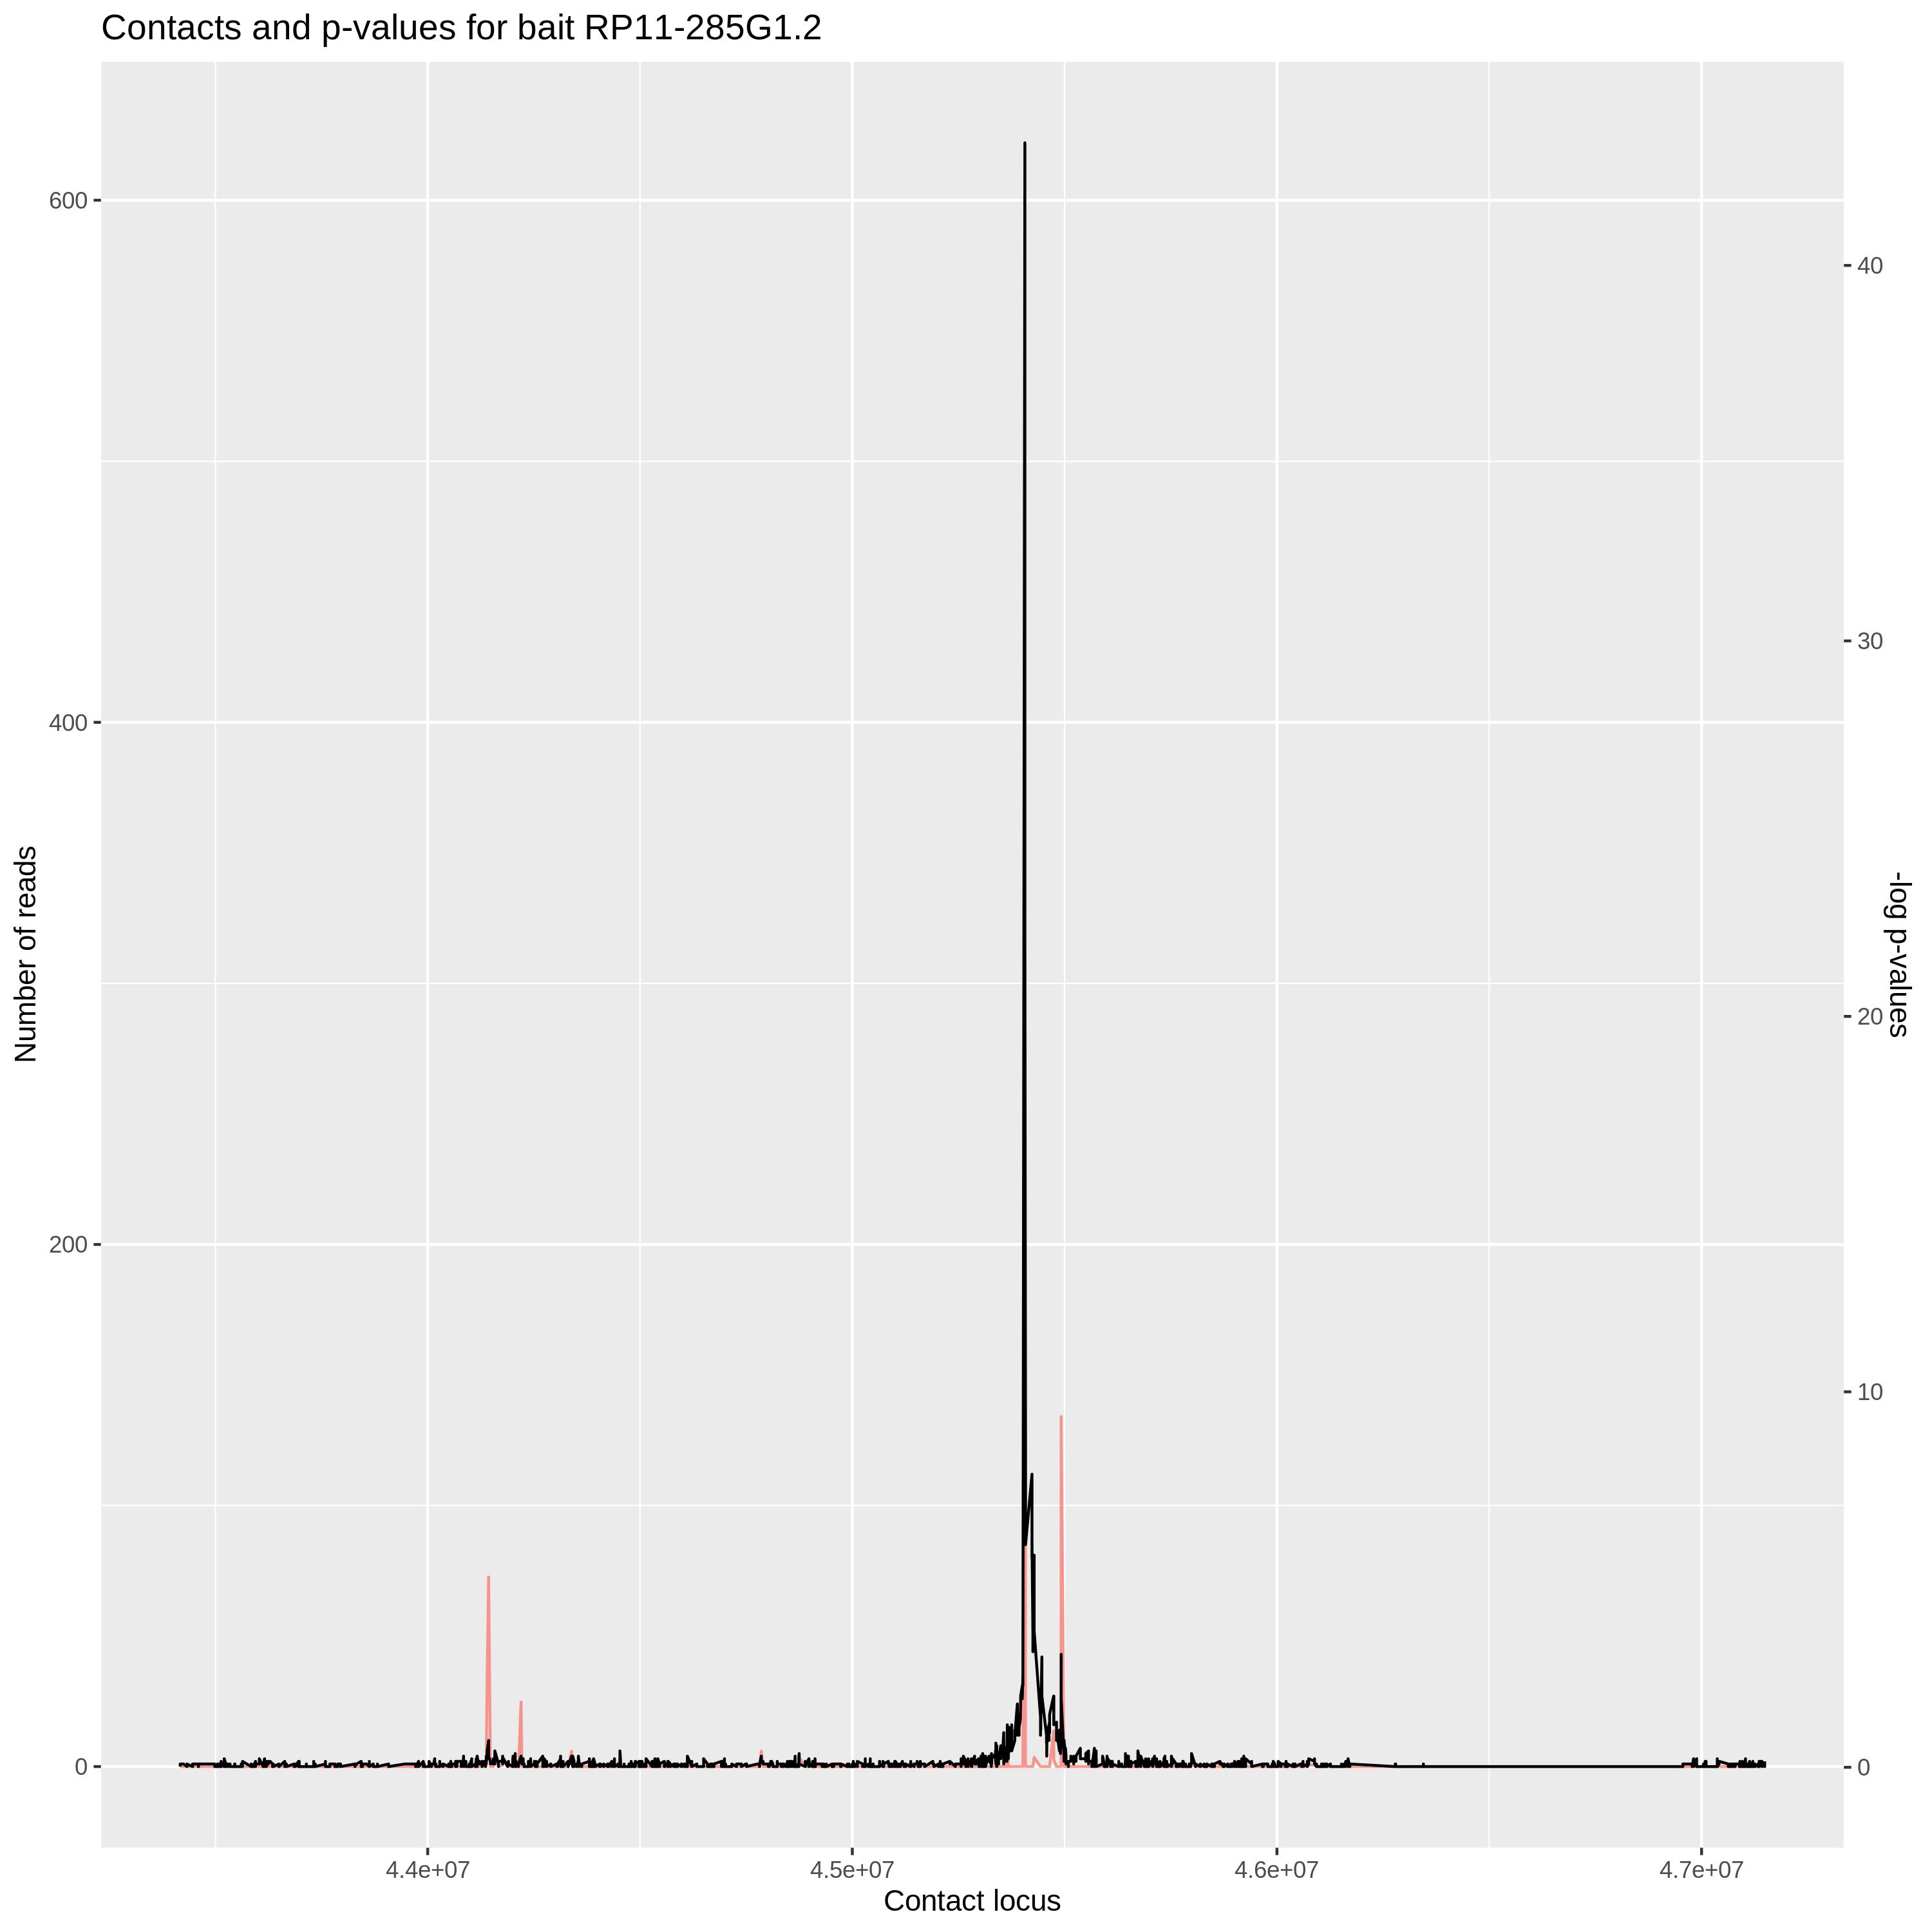 Contacts and p-values for bait RP11-285G1.2
600
400
200
0
Number of reads
40
30
20
10
0
-log p-values
4.4e+07
4.5e+07
4.6e+07
4.7e+07
Contact locus